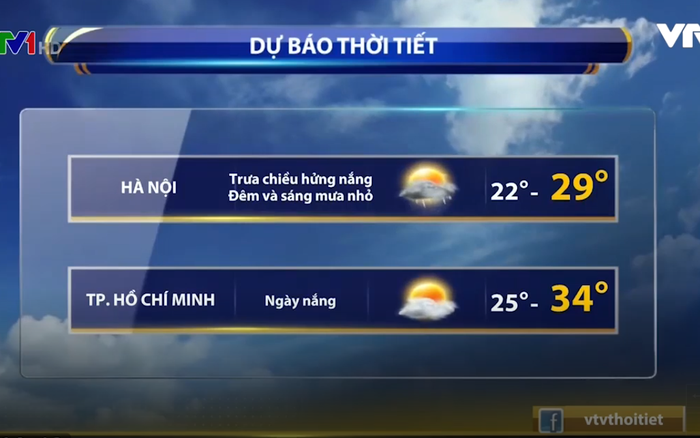 VTV1 HD
VTV
DỰ BÁO THỜI TIẾT
HÀ NỘI
Trưa chiều hửng nắng
Đêm và sáng mưa nhỏ
22°- 29°
TP. HỒ CHÍ MINH
Ngày nắng
25°- 34°
f vtvthoitiet